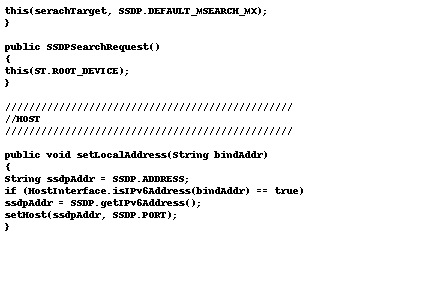 this(serachTarget, SSDP.DEFAULT_MSEARCH_MX);
}
public SSDPSearchRequest()
{
this(ST.ROOT_DEVICE);
}
////////////////////////////////////////////////
//HOST
////////////////////////////////////////////////
public void setLocalAddress(String bindAddr)
{
String ssdpAddr = SSDP.ADDRESS;
if (HostInterface.isIPv6Address(bindAddr) == true)
ssdpAddr = SSDP.getIPv6Address();
setHost(ssdpAddr, SSDP.PORT);
}